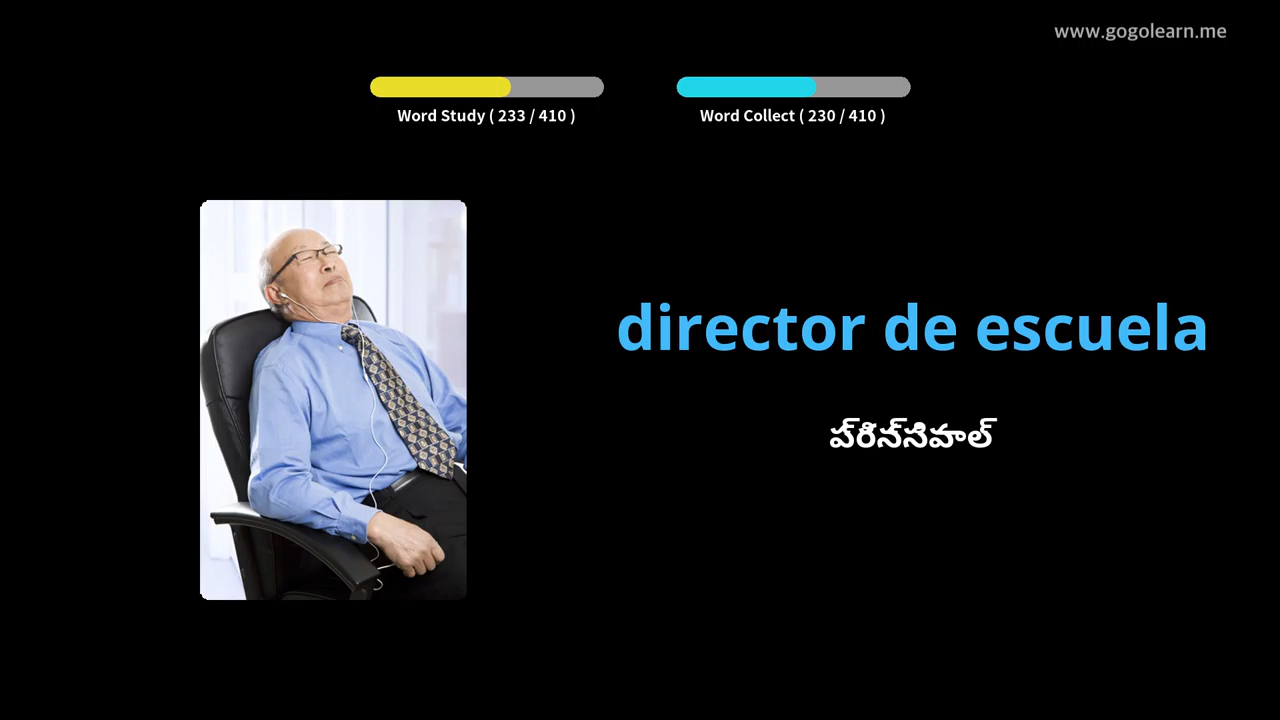 www.gogolearn.me
Word Study ( 233 / 410 )
Word Collect ( 230 / 410 )
director de escuela
ప్రిన్సిపాల్